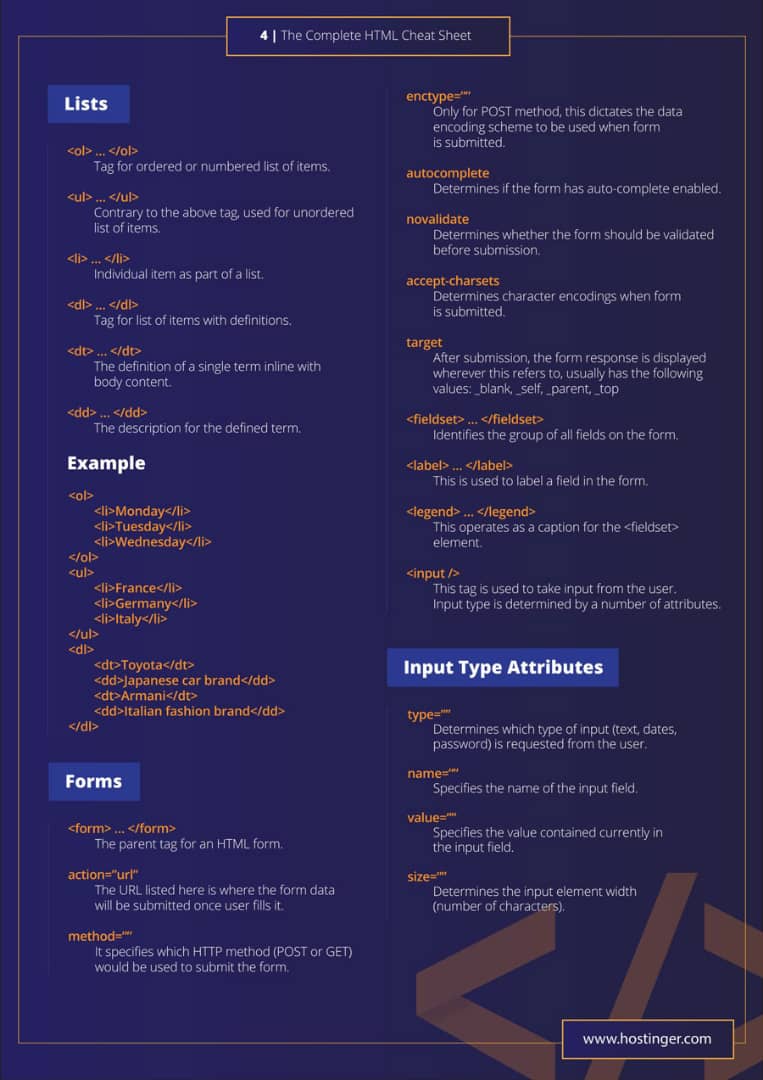 4 | The Complete HTML Cheat Sheet
Lists
<ol> ... </ol>
Tag for ordered or numbered list of items.
<ul> ... </ul>
Contrary to the above tag, used for unordered
list of items.
<li> ... </li>
Individual item as part of a list.
<dl> ... </dl>
Tag for list of items with definitions.
<dt> ... </dt>
The definition of a single term inline with
body content.
<dd> ... </dd>
The description for the defined term.
Example
<ol>
<li>Monday</li>
<li>Tuesday</li>
<li>Wednesday</li>
</ol>
<ul>
<li>France</li>
<li>Germany</li>
<li>Italy</li>
</ul>
<dl>
<dt>Toyota</dt>
<dd>Japanese car brand</dd>
<dt>Armani</dt>
<dd>Italian fashion brand</dd>
</dl>
Forms
<form> ... </form>
The parent tag for an HTML form.
action="url"
The URL listed here is where the form data
will be submitted once user fills it.
method=""
It specifies which HTTP method (POST or GET)
would be used to submit the form.
enctype=""
Only for POST method, this dictates the data
encoding scheme to be used when form
is submitted.
autocomplete
Determines if the form has auto-complete enabled.
novalidate
Determines whether the form should be validated
before submission.
accept-charsets
Determines character encodings when form
is submitted.
target
After submission, the form response is displayed
wherever this refers to, usually has the following
values: _blank, _self, _parent, _top
<fieldset> ... </fieldset>
Identifies the group of all fields on the form.
<label> ... </label>
This is used to label a field in the form.
<legend> ... </legend>
This operates as a caption for the <fieldset>
element.
<input />
This tag is used to take input from the user.
Input type is determined by a number of attributes.
Input Type Attributes
type=""
Determines which type of input (text, dates,
password) is requested from the user.
name=""
Specifies the name of the input field.
value=""
Specifies the value contained currently in
the input field.
size=""
Determines the input element width
(number of characters).
www.hostinger.com